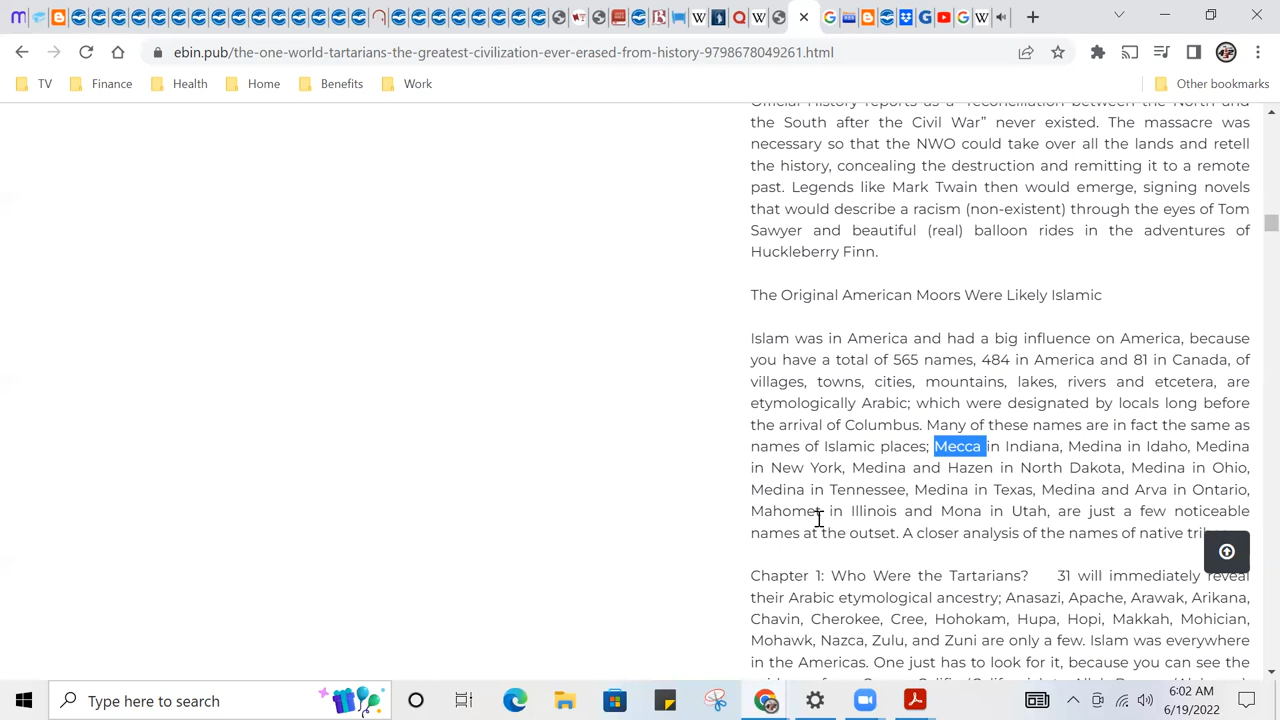 ebin.pub/the-one-world-tartarians-the-greatest-civilization-ever-erased-from-history-9798678049261.html
TV Finance Health Home Benefits Work Other bookmarks
Official History reports as a "reconciliation between the North and
the South after the Civil War” never existed. The massacre was
necessary so that the NWO could take over all the lands and retell
the history, concealing the destruction and remitting it to a remote
past. Legends like Mark Twain then would emerge, signing novels
that would describe a racism (non-existent) through the eyes of Tom
Sawyer and beautiful (real) balloon rides in the adventures of
Huckleberry Finn.
The Original American Moors Were Likely Islamic
Islam was in America and had a big influence on America, because
you have a total of 565 names, 484 in America and 81 in Canada, of
villages, towns, cities, mountains, lakes, rivers and etcetera, are
etymologically Arabic; which were designated by locals long before
the arrival of Columbus. Many of these names are in fact the same as
names of Islamic places; Mecca in Indiana, Medina in Idaho, Medina
in New York, Medina and Hazen in North Dakota, Medina in Ohio,
Medina in Tennessee, Medina in Texas, Medina and Arva in Ontario,
Mahomet in Illinois and Mona in Utah, are just a few noticeable
names at the outset. A closer analysis of the names of native
Chapter 1: Who Were the Tartarians? 31 will immediately reveal
their Arabic etymological ancestry; Anasazi, Apache, Arawak, Arikana,
Chavin, Cherokee, Cree, Hohokam, Hupa, Hopi, Makkah, Mohician,
Mohawk, Nazca, Zulu, and Zuni are only a few. Islam was everywhere
in the Americas. One just has to look for it, because you can see the
Type here to search
6:02 AM
6/19/2022